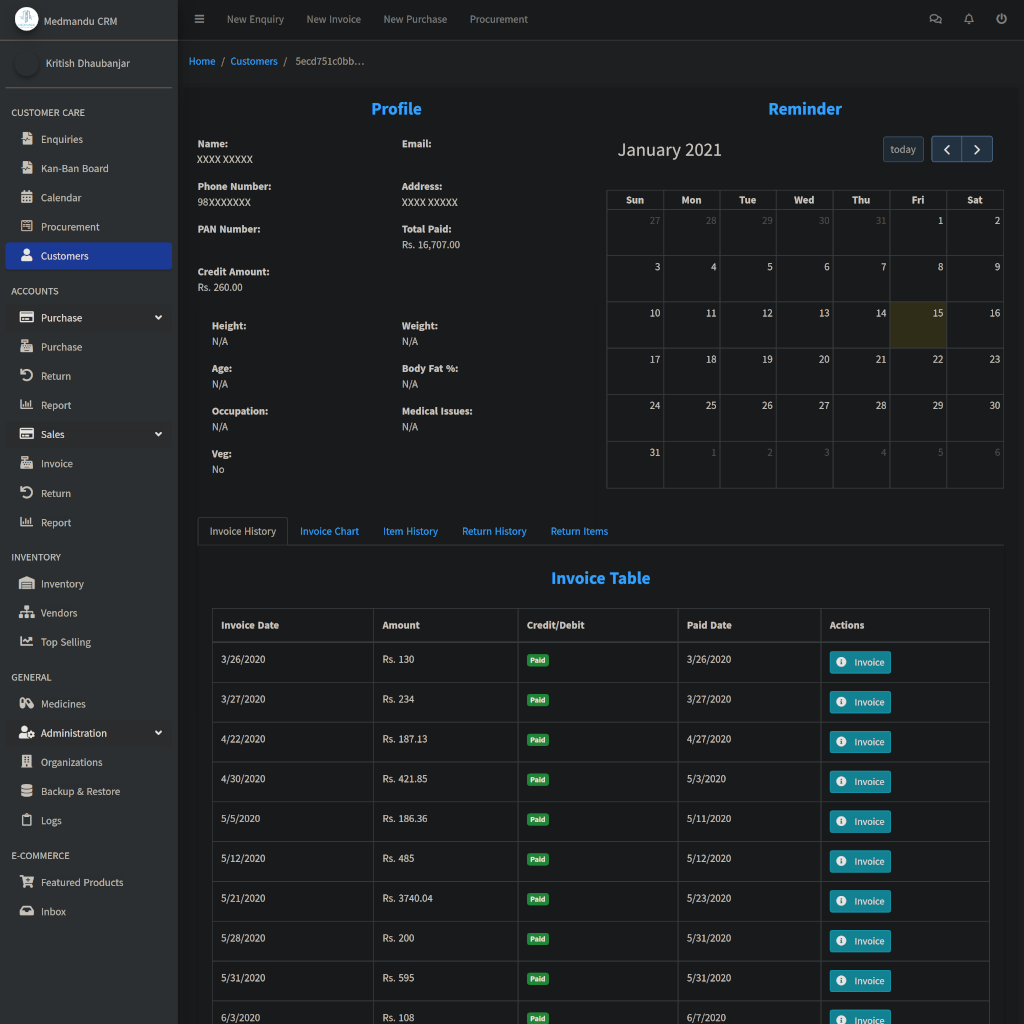 Medmandu CRM
Kritish Dhaubanjar
CUSTOMER CARE
Enquiries
Kan-Ban Board
Calendar
Procurement
Customers
ACCOUNTS
Purchase
Purchase
Return
Report
Sales
Invoice
Return
Report
INVENTORY
Inventory
Vendors
Top Selling
GENERAL
Medicines
Administration
Organizations
Backup & Restore
Logs
E-COMMERCE
Featured Products
Inbox
New Enquiry New Invoice New Purchase Procurement
Home / Customers / 5ecd751c0bb...
Profile
Name: Email:
XXXX XXXXX
Phone Number: Address:
98XXXXXXX XXXX XXXXX
PAN Number: Total Paid:
Rs. 16,707.00
Credit Amount:
Rs. 260.00
Height: Weight:
N/A N/A
Age: Body Fat %:
N/A N/A
Occupation: Medical Issues:
N/A N/A
Veg:
No
Reminder
January 2021 today
Sun Mon Tue Wed Thu Fri Sat
27 28 29 30 31 1 2
3 4 5 6 7 8 9
10 11 12 13 14 15 16
17 18 19 20 21 22 23
24 25 26 27 28 29 30
31 1 2 3 4 5 6
Invoice History Invoice Chart Item History Return History Return Items
Invoice Table
Invoice Date Amount Credit/Debit Paid Date Actions
3/26/2020 Rs. 130 Paid 3/26/2020 Invoice
3/27/2020 Rs. 234 Paid 3/27/2020 Invoice
4/22/2020 Rs. 187.13 Paid 4/27/2020 Invoice
4/30/2020 Rs. 421.85 Paid 5/3/2020 Invoice
5/5/2020 Rs. 186.36 Paid 5/11/2020 Invoice
5/12/2020 Rs. 485 Paid 5/12/2020 Invoice
5/21/2020 Rs. 3740.04 Paid 5/23/2020 Invoice
5/28/2020 Rs. 200 Paid 5/31/2020 Invoice
5/31/2020 Rs. 595 Paid 5/31/2020 Invoice
6/3/2020 Rs. 108 Paid 6/7/2020 Invoice